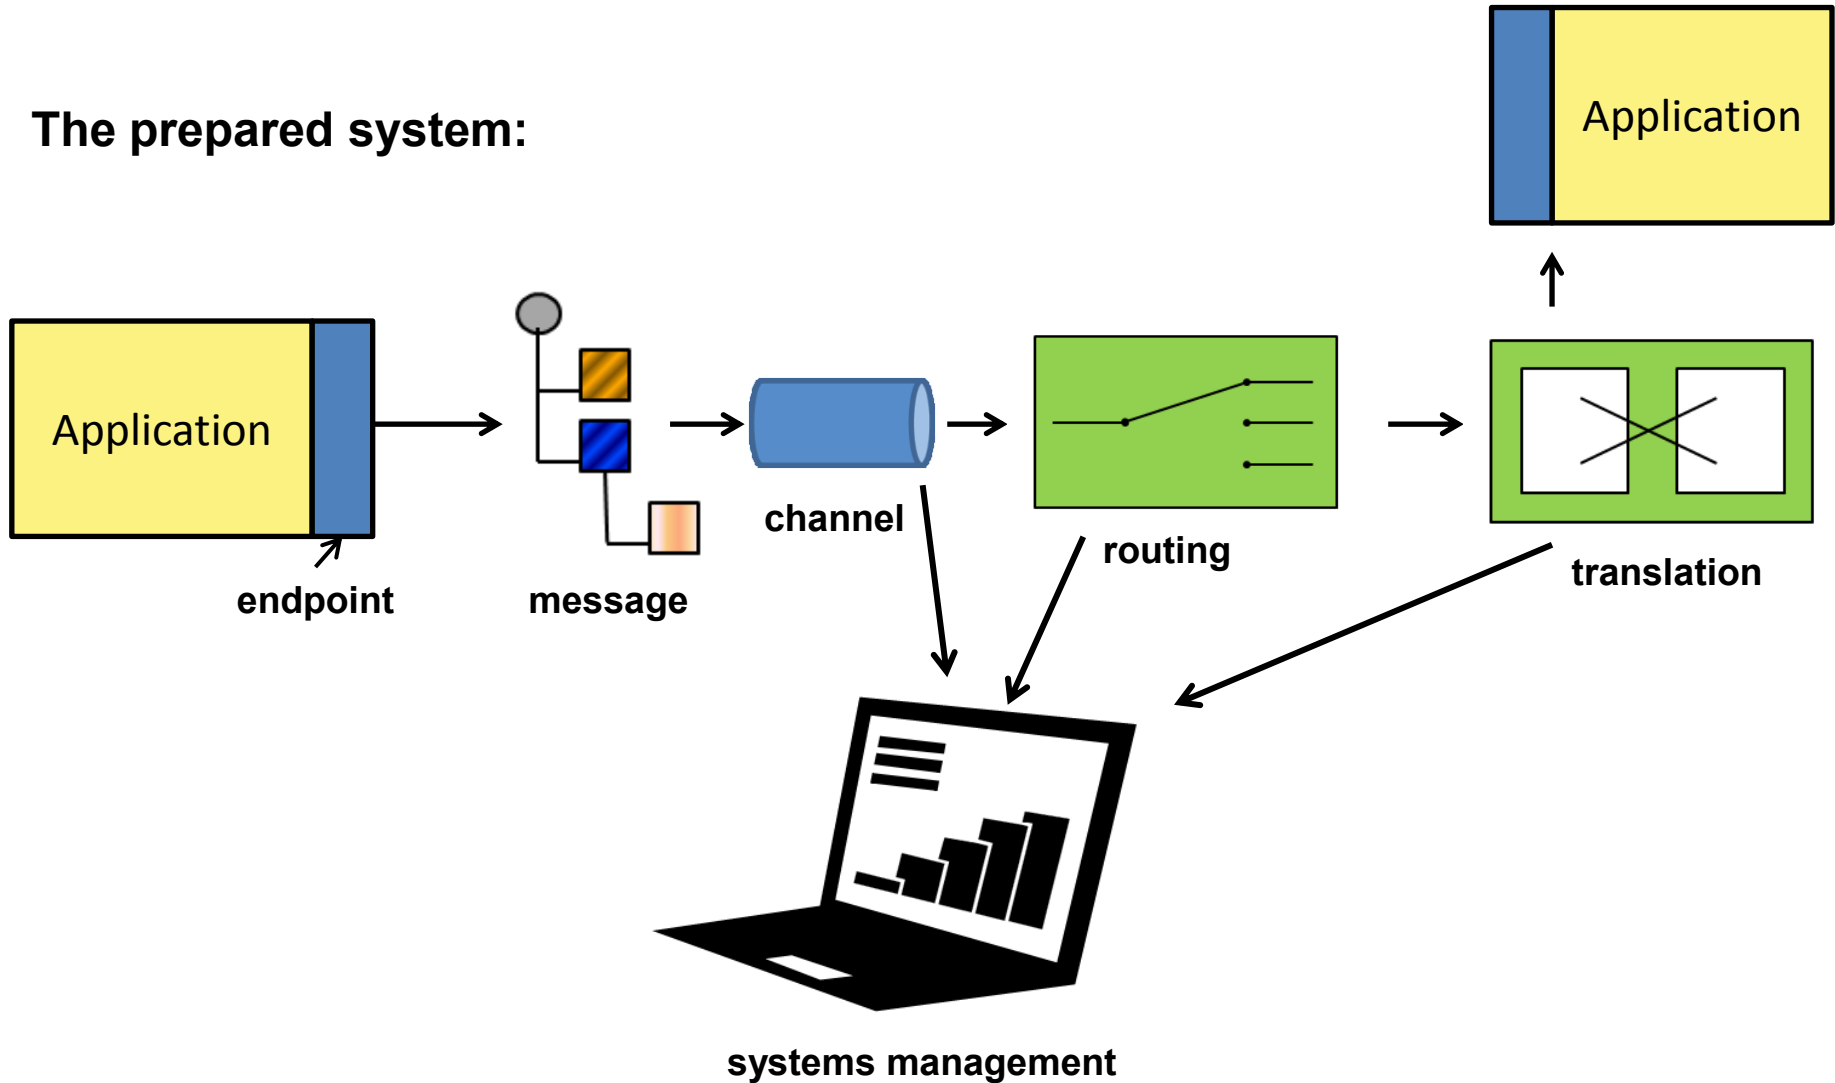 The prepared system:
Application
Application
endpoint
message
channel
routing
translation
systems management